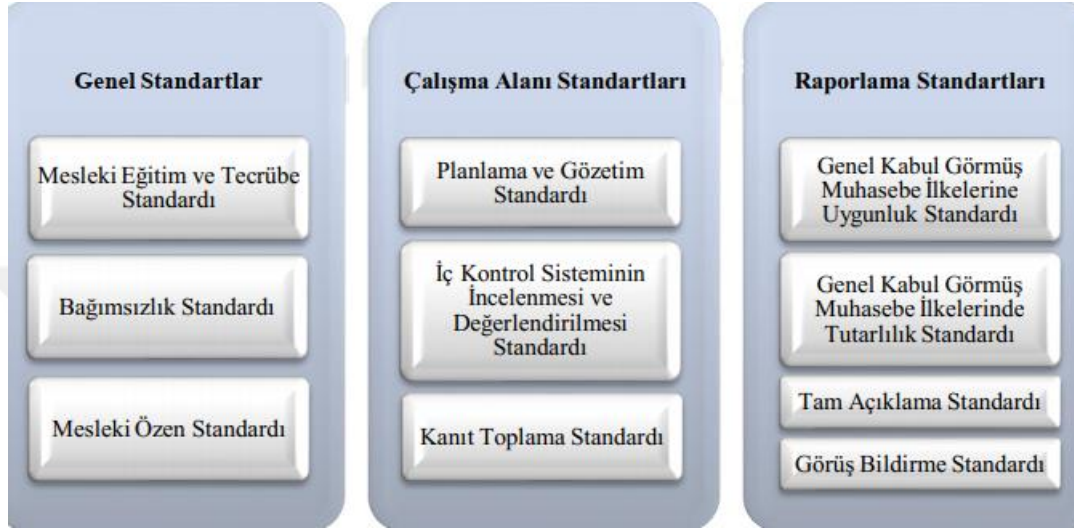 Genel Standartlar
Mesleki Eğitim ve Tecrübe
Standardı
Bağımsızlık Standardı
Mesleki Özen Standardı
Çalışma Alanı Standartları
Planlama ve Gözetim
Standardı
İç Kontrol Sisteminin
İncelenmesi ve
Değerlendirilmesi
Standardı
Kanıt Toplama Standardı
Raporlama Standartları
Genel Kabul Görmüş
Muhasebe İlkelerine
Uygunluk Standardı
Genel Kabul Görmüş
Muhasebe İlkelerinde
Tutarlılık Standardı
Tam Açıklama Standardı
Görüş Bildirme Standardı